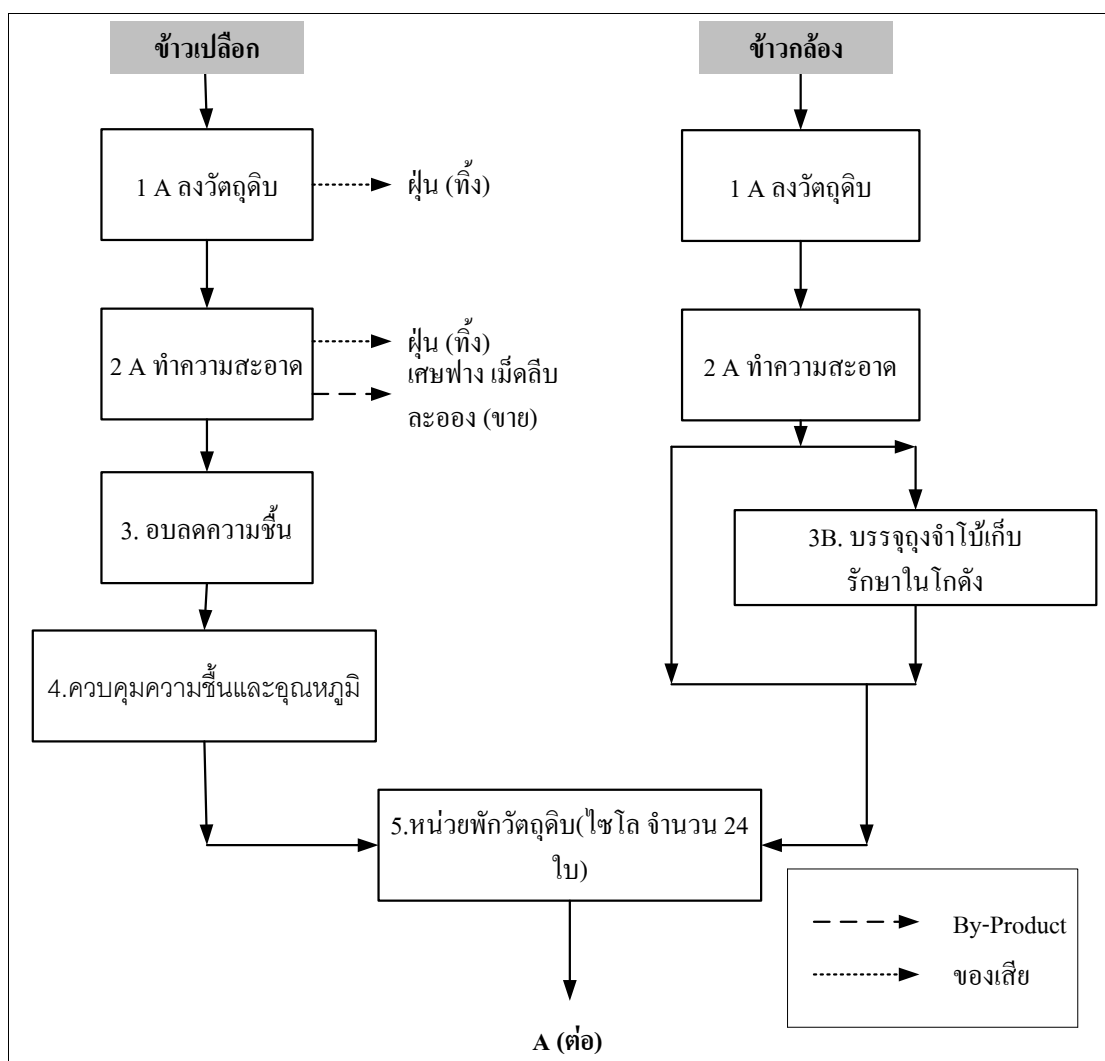 ข้าวเปลือก
ข้าวกล้อง
1 A ลงวัตถุดิบ
ฝุ่น (ทิ้ง)
1 A ลงวัตถุดิบ
2 A ทำความสะอาด
ฝุ่น (ทิ้ง)
เศษฟาง เม็ดลีบ
ละออง (ขาย)
2 A ทำความสะอาด
3. อบลดความชื้น
3B. บรรจุถุงจำโบ้เก็บ
รักษาในโกดัง
4.ควบคุมความชื้นและอุณหภูมิ
5.หน่วยพักวัตถุดิบ(ไซโล จำนวน 24
ใบ)
By-Product
ของเสีย
A (ต่อ)